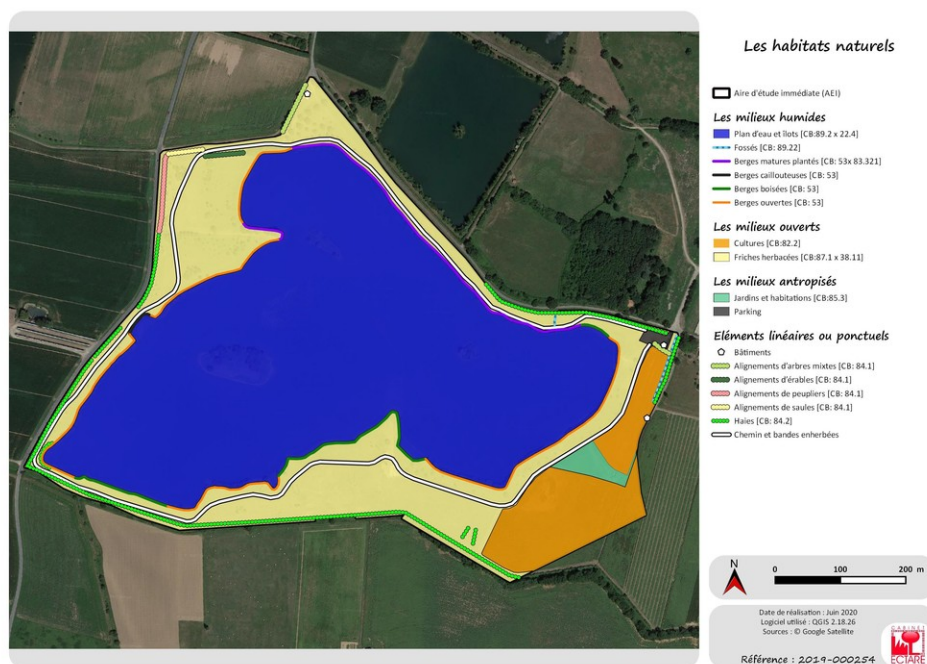 Les habitats naturels
Aire d'étude immédiate (AEI)
Les milieux humides
Plan d'eau et îlots [CB:89.2 x 22.4]
Fossés [CB: 89.22]
Berges matures plantés [CB: 53x 83.321]
Berges caillouteuses [CB: 53]
Berges boisées [CB: 53]
Berges ouvertes [CB: 53]
Les milieux ouverts
Cultures [CB:82.2]
Friches herbacées [CB:87.1 x 38.11]
Les milieux antropisés
Jardins et habitations [CB:85.3]
Parking
Eléments linéaires ou ponctuels
Bâtiments
Alignements d'arbres mixtes [CB: 84.1]
Alignements d'érables [CB: 84.1]
Alignements de peupliers [CB: 84.1]
Alignements de saules [CB: 84.1]
Haies [CB: 84.2]
Chemin et bandes enherbées
N
0 100 200 m
Date de réalisation : Juin 2020
Logiciel utilisé : QGIS 2.18.26
Sources : © Google Satellite
Référence : 2019-000254
CABINET
ECTARE